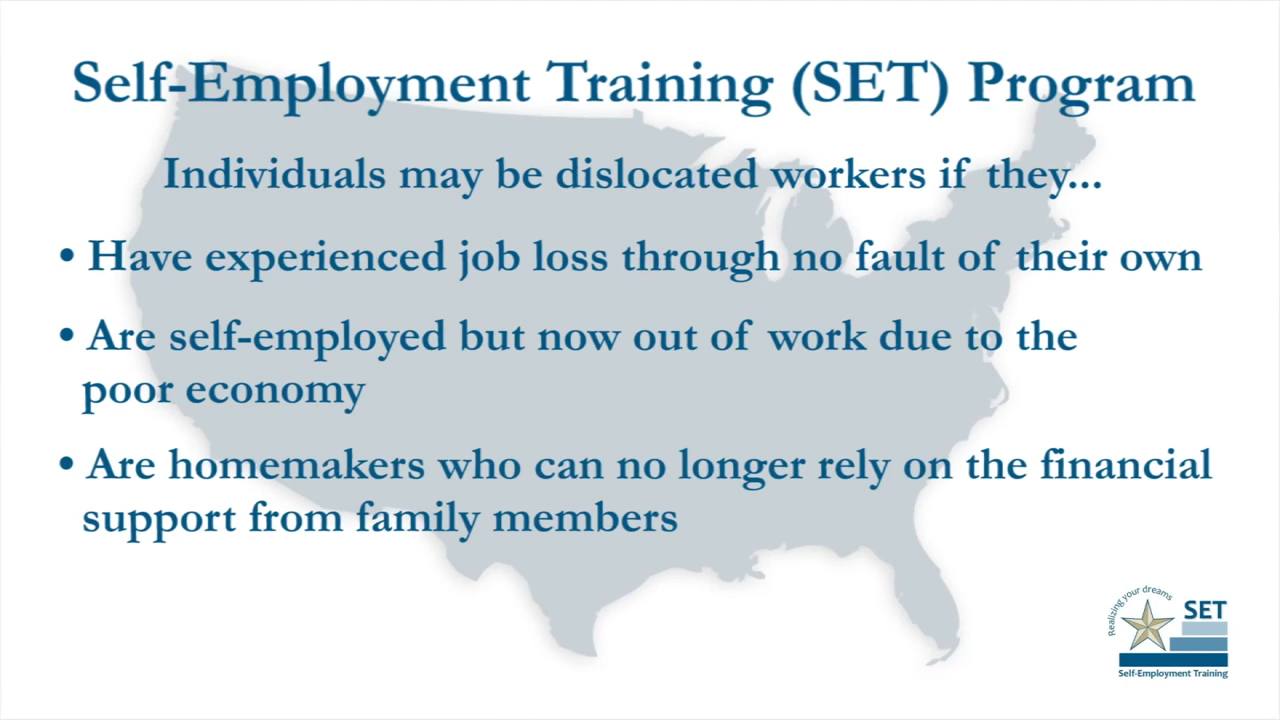 Self-Employment Training (SET) Program
Individuals may be dislocated workers if they...
• Have experienced job loss through no fault of their own
• Are self-employed but now out of work due to the
poor economy
• Are homemakers who can no longer rely on the financial
support from family members
Realizing your dreams
SET
Self-Employment Training